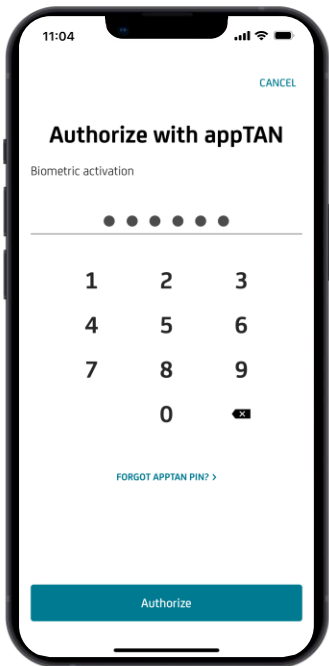 11:04
CANCEL
Authorize with appTAN
Biometric activation
1 2 3
4 5 6
7 8 9
0
FORGOT APPTAN PIN? >
Authorize